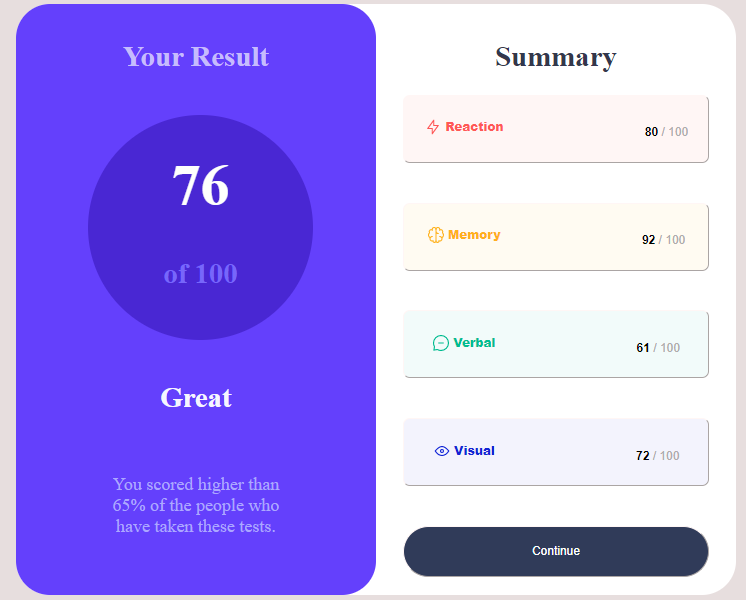 Your Result
76
of 100
Great
You scored higher than
65% of the people who
have taken these tests.
Summary
Reaction 80 / 100
Memory 92 / 100
Verbal 61 / 100
Visual 72 / 100
Continue